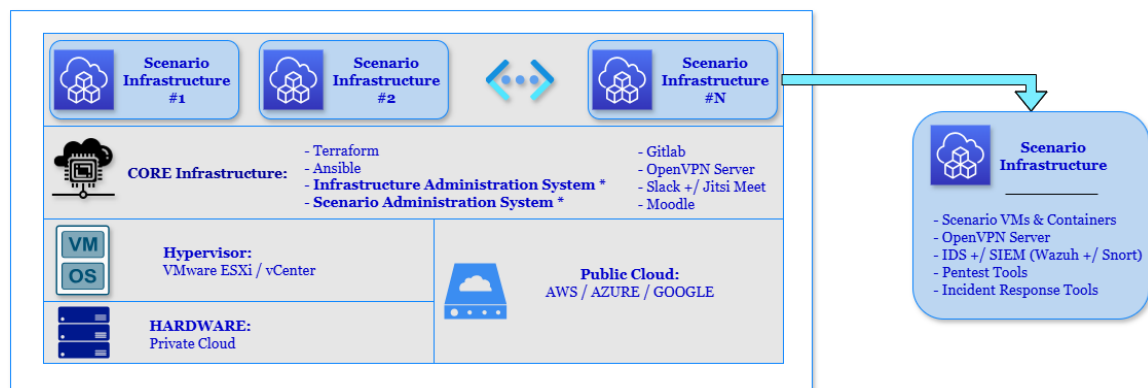 Scenario
Infrastructure
#1
Scenario
Infrastructure
#2
Scenario
Infrastructure
#N
CORE Infrastructure:
- Terraform
- Ansible
- Infrastructure Administration System *
- Scenario Administration System *
- Gitlab
- OpenVPN Server
- Slack +/ Jitsi Meet
- Moodle
VM
OS
Hypervisor:
VMware ESXi / vCenter
HARDWARE:
Private Cloud
Public Cloud:
AWS / AZURE / GOOGLE
Scenario
Infrastructure
- Scenario VMs & Containers
- OpenVPN Server
- IDS +/ SIEM (Wazuh +/ Snort)
- Pentest Tools
- Incident Response Tools